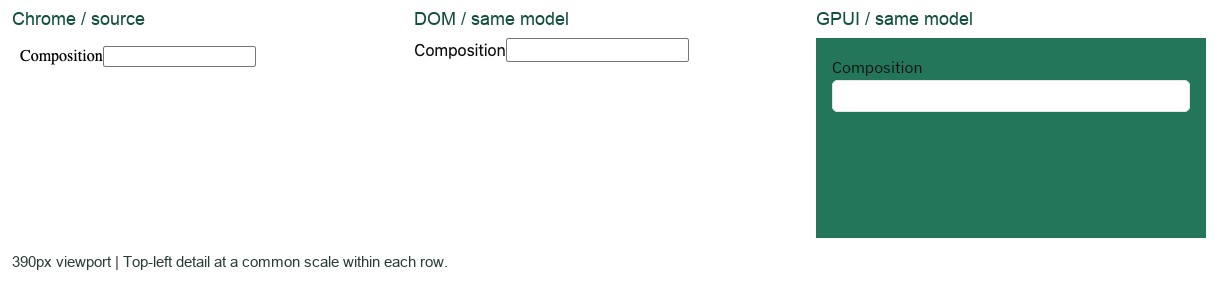 Chrome / source
DOM / same model
GPUI / same model
Composition
Composition
Composition
390px viewport | Top-left detail at a common scale within each row.